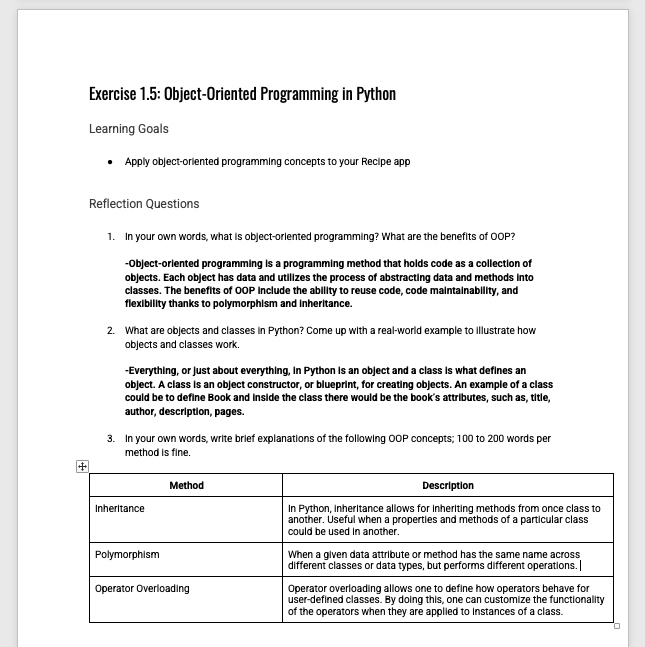 Exercise 1.5: Object-Oriented Programming in Python
Learning Goals
● Apply object-oriented programming concepts to your Recipe app
Reflection Questions
1. In your own words, what is object-oriented programming? What are the benefits of OOP?
-Object-oriented programming is a programming method that holds code as a collection of
objects. Each object has data and utilizes the process of abstracting data and methods into
classes. The benefits of OOP include the ability to reuse code, code maintainability, and
flexibility thanks to polymorphism and inheritance.
2. What are objects and classes in Python? Come up with a real-world example to illustrate how
objects and classes work.
-Everything, or just about everything, in Python is an object and a class is what defines an
object. A class is an object constructor, or blueprint, for creating objects. An example of a class
could be to define Book and inside the class there would be the book's attributes, such as, title,
author, description, pages.
3. In your own words, write brief explanations of the following OOP concepts; 100 to 200 words per
method is fine.
Method Description
Inheritance
In Python, inheritance allows for inheriting methods from once class to
another. Useful when a properties and methods of a particular class
could be used in another.
Polymorphism
When a given data attribute or method has the same name across
different classes or data types, but performs different operations.
Operator Overloading
Operator overloading allows one to define how operators behave for
user-defined classes. By doing this, one can customize the functionality
of the operators when they are applied to instances of a class.